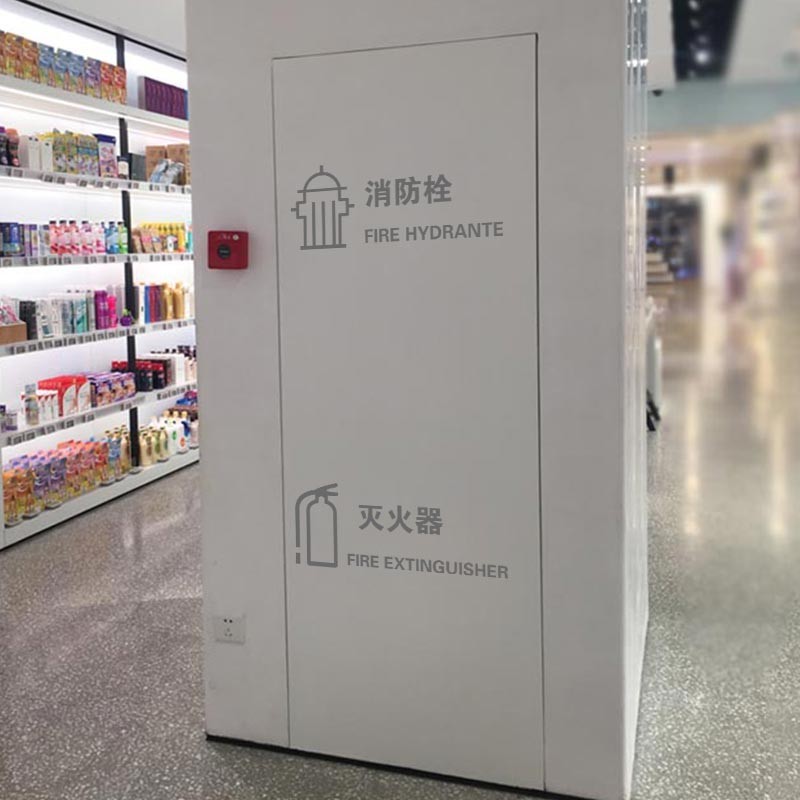 消防栓
FIRE HYDRANTE
灭火器
FIRE EXTINGUISHER